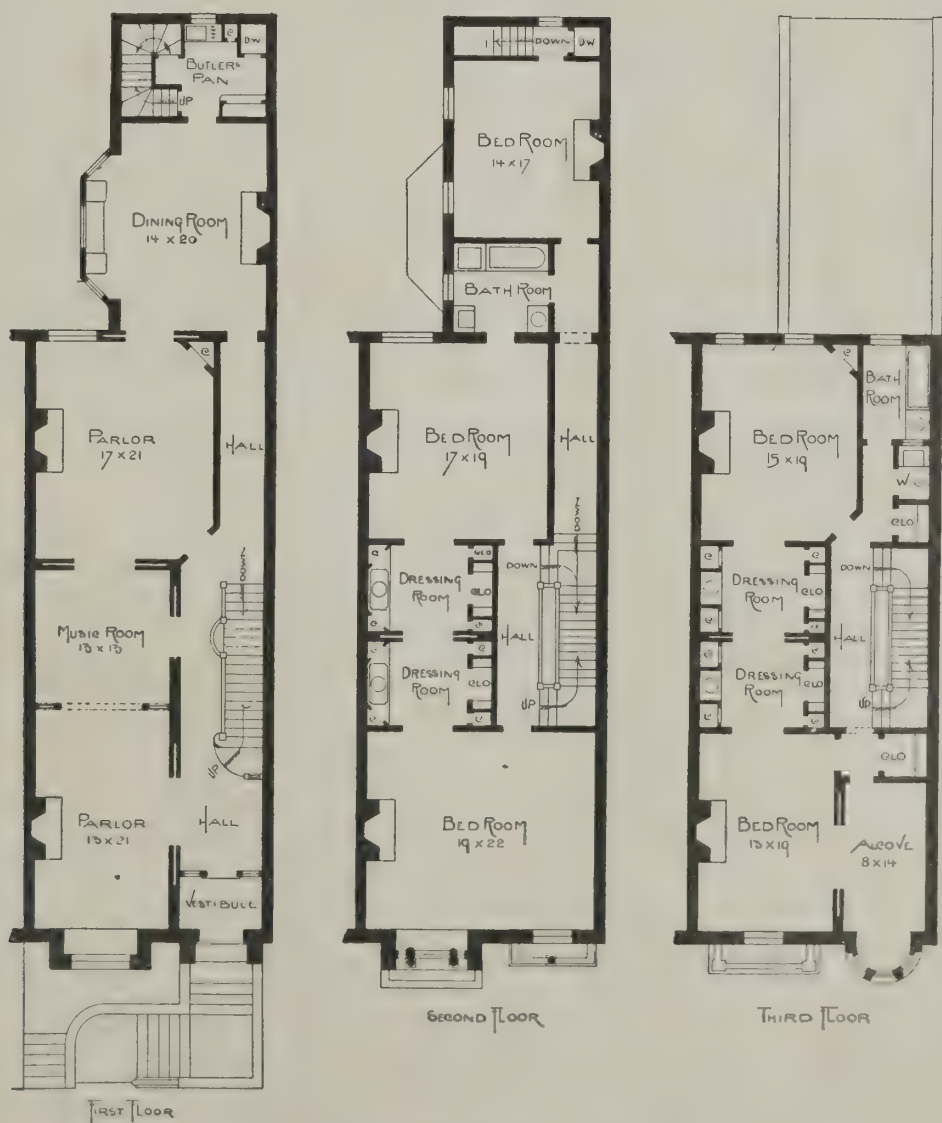 C
DW
BUTLERS
PAN
UP
DINING ROOM
14 x 20
C
PARLOR
17 x 21
HALL
DOWN
MUSIC ROOM
13 x 13
UP
PARLOR
13 x 21
HALL
VESTIBULL
FIRST FLOOR
DOWN
DW
BED ROOM
14 x 17
BATH ROOM
BED ROOM
17 x 19
HALL
DOWN
C
CLO
DOWN
DRESSING
ROOM
CLO
C
C
HALL
C
C
DRESSING
ROOM
CLO
UP
C
C
BED ROOM
19 x 22
SECOND FLOOR
C
BATH
ROOM
BED ROOM
15 x 19
W
CLO
C
C
DOWN
DRESSING
ROOM
CLO
C
C
HALL
C
C
DRESSING
ROOM
CLO
UP
C
C
CLO
BED ROOM
13 x 19
ALCOVE
8 x 14
THIRD FLOOR